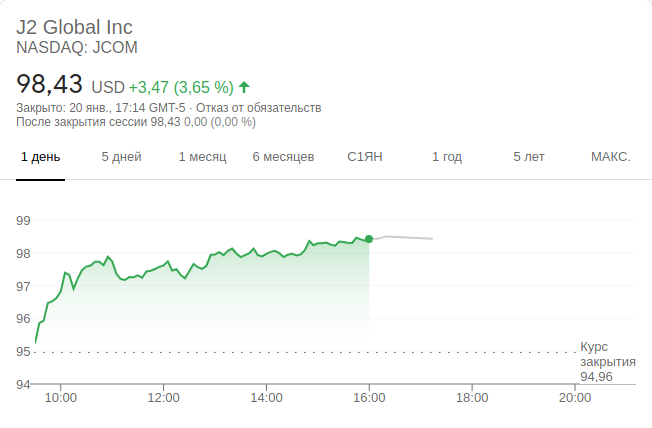 J2 Global Inc
NASDAQ: JCOM
98,43 USD +3,47 (3,65 %)
Закрыто: 20 янв., 17:14 GMT-5 · Отказ от обязательств
После закрытия сессии 98,43 0,00 (0,00 %)
1 день 5 дней 1 месяц 6 месяцев С1ЯН 1 год 5 лет МАКС.
99
98
97
96
95
94
Курс
закрытия
94,96
10:00 12:00 14:00 16:00 18:00 20:00